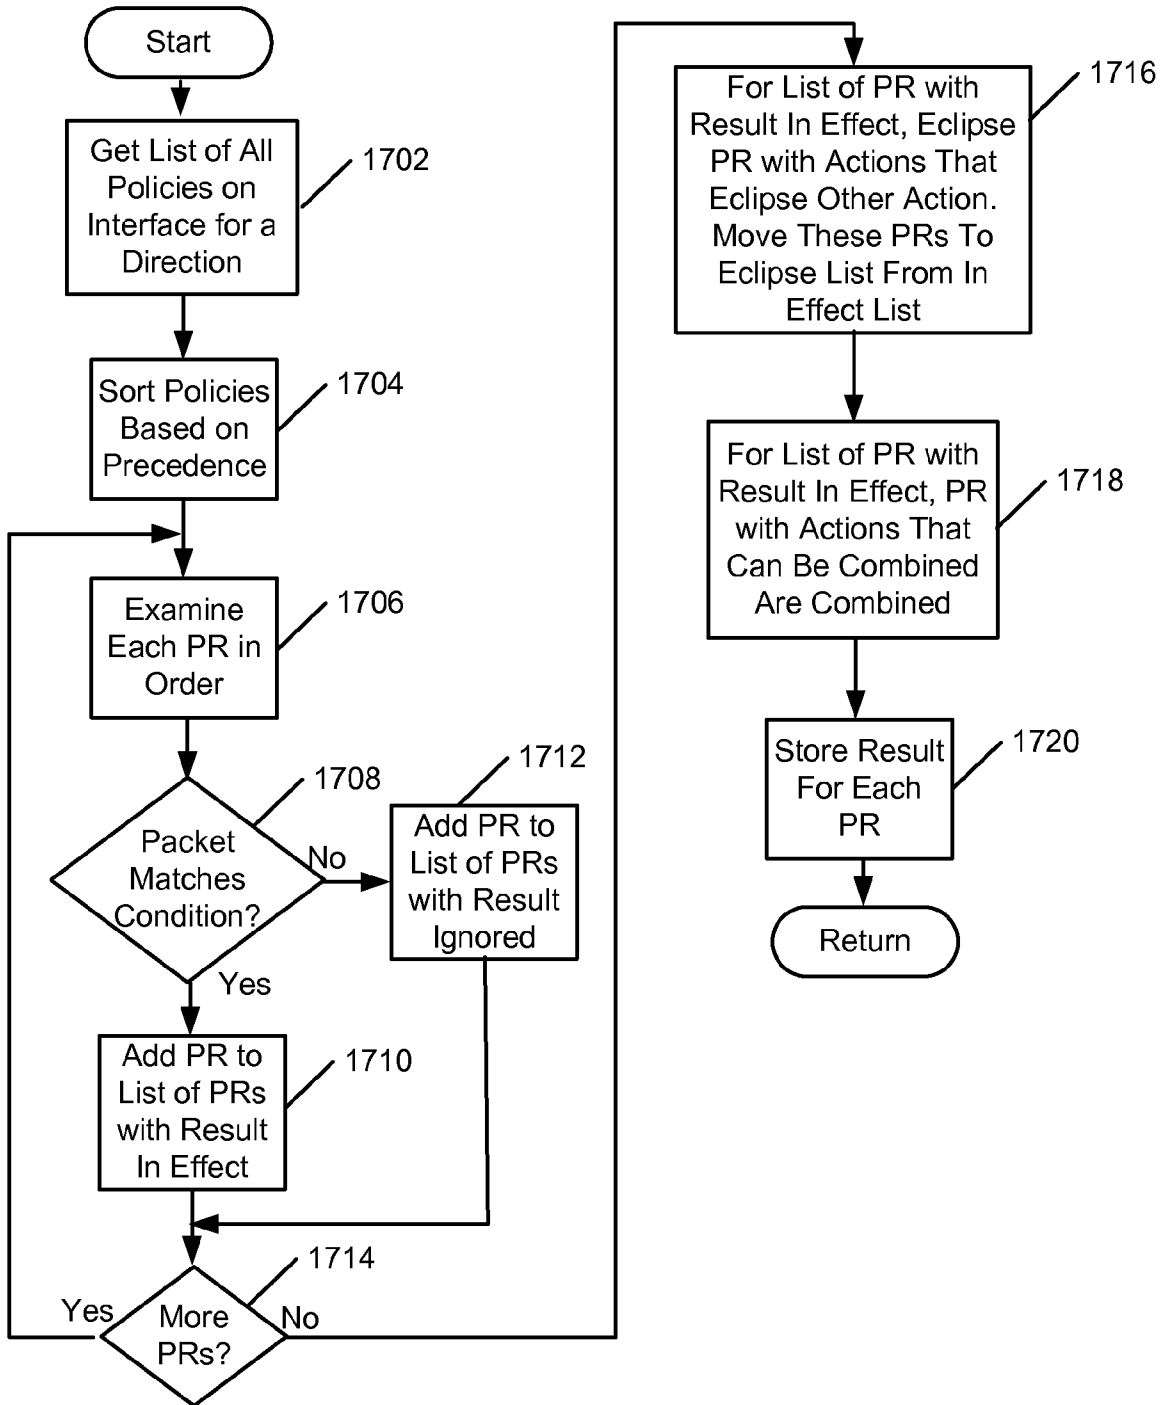 Start
Get List of All
Policies on
Interface for a
Direction
1702
Sort Policies
Based on
Precedence
1704
Examine
Each PR in
Order
1706
Packet
Matches
Condition?
1708
No
Yes
Add PR to
List of PRs
with Result
Ignored
1712
Add PR to
List of PRs
with Result
In Effect
1710
More
PRs?
1714
Yes
No
For List of PR with
Result In Effect, Eclipse
PR with Actions That
Eclipse Other Action.
Move These PRs To
Eclipse List From In
Effect List
1716
For List of PR with
Result In Effect, PR
with Actions That
Can Be Combined
Are Combined
1718
Store Result
For Each
PR
1720
Return